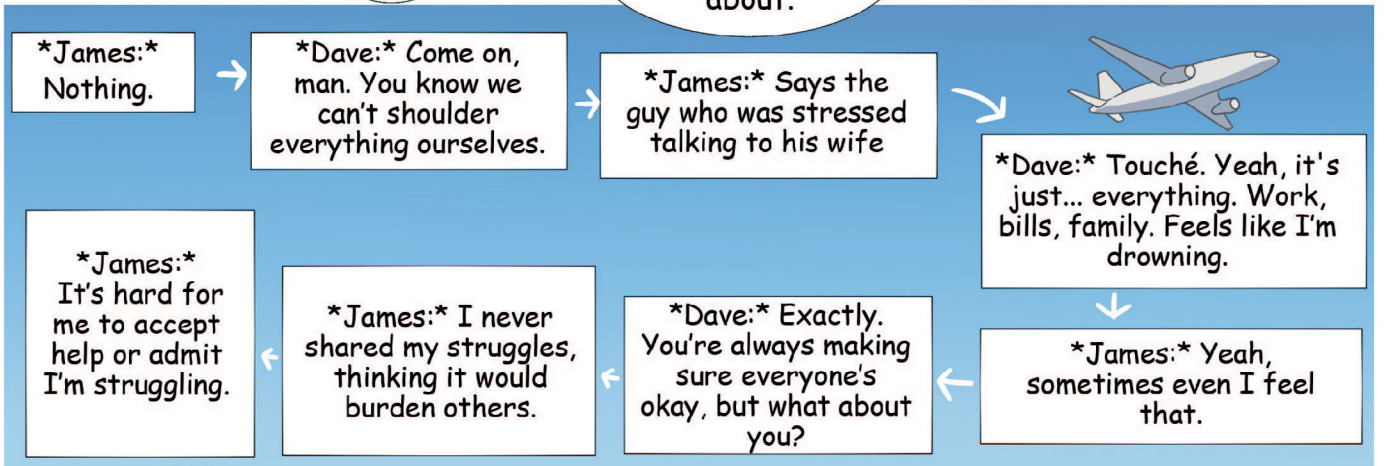 about.
*James:*
Nothing.
*Dave:* Come on,
man. You know we
can't shoulder
everything ourselves.
*James:* Says the
guy who was stressed
talking to his wife
*Dave:* Touché. Yeah, it's
just... everything. Work,
bills, family. Feels like I'm
drowning.
*James:* Yeah,
sometimes even I feel
that.
*Dave:* Exactly.
You're always making
sure everyone's
okay, but what about
you?
*James:* I never
shared my struggles,
thinking it would
burden others.
*James:*
It's hard for
me to accept
help or admit
I'm struggling.